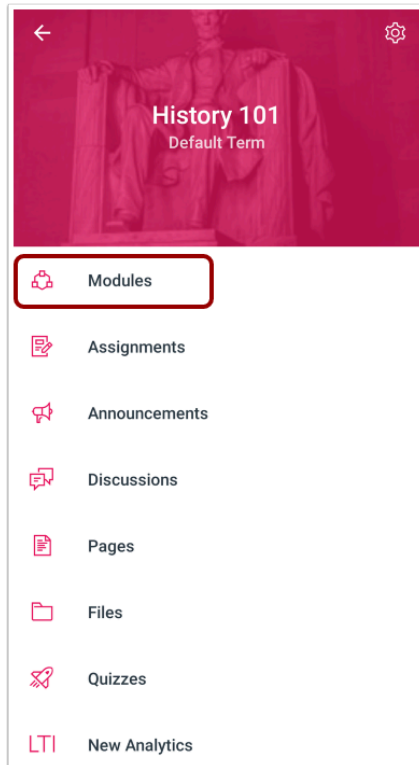 History 101
Default Term
Modules
Assignments
Announcements
Discussions
Pages
Files
Quizzes
LTI New Analytics